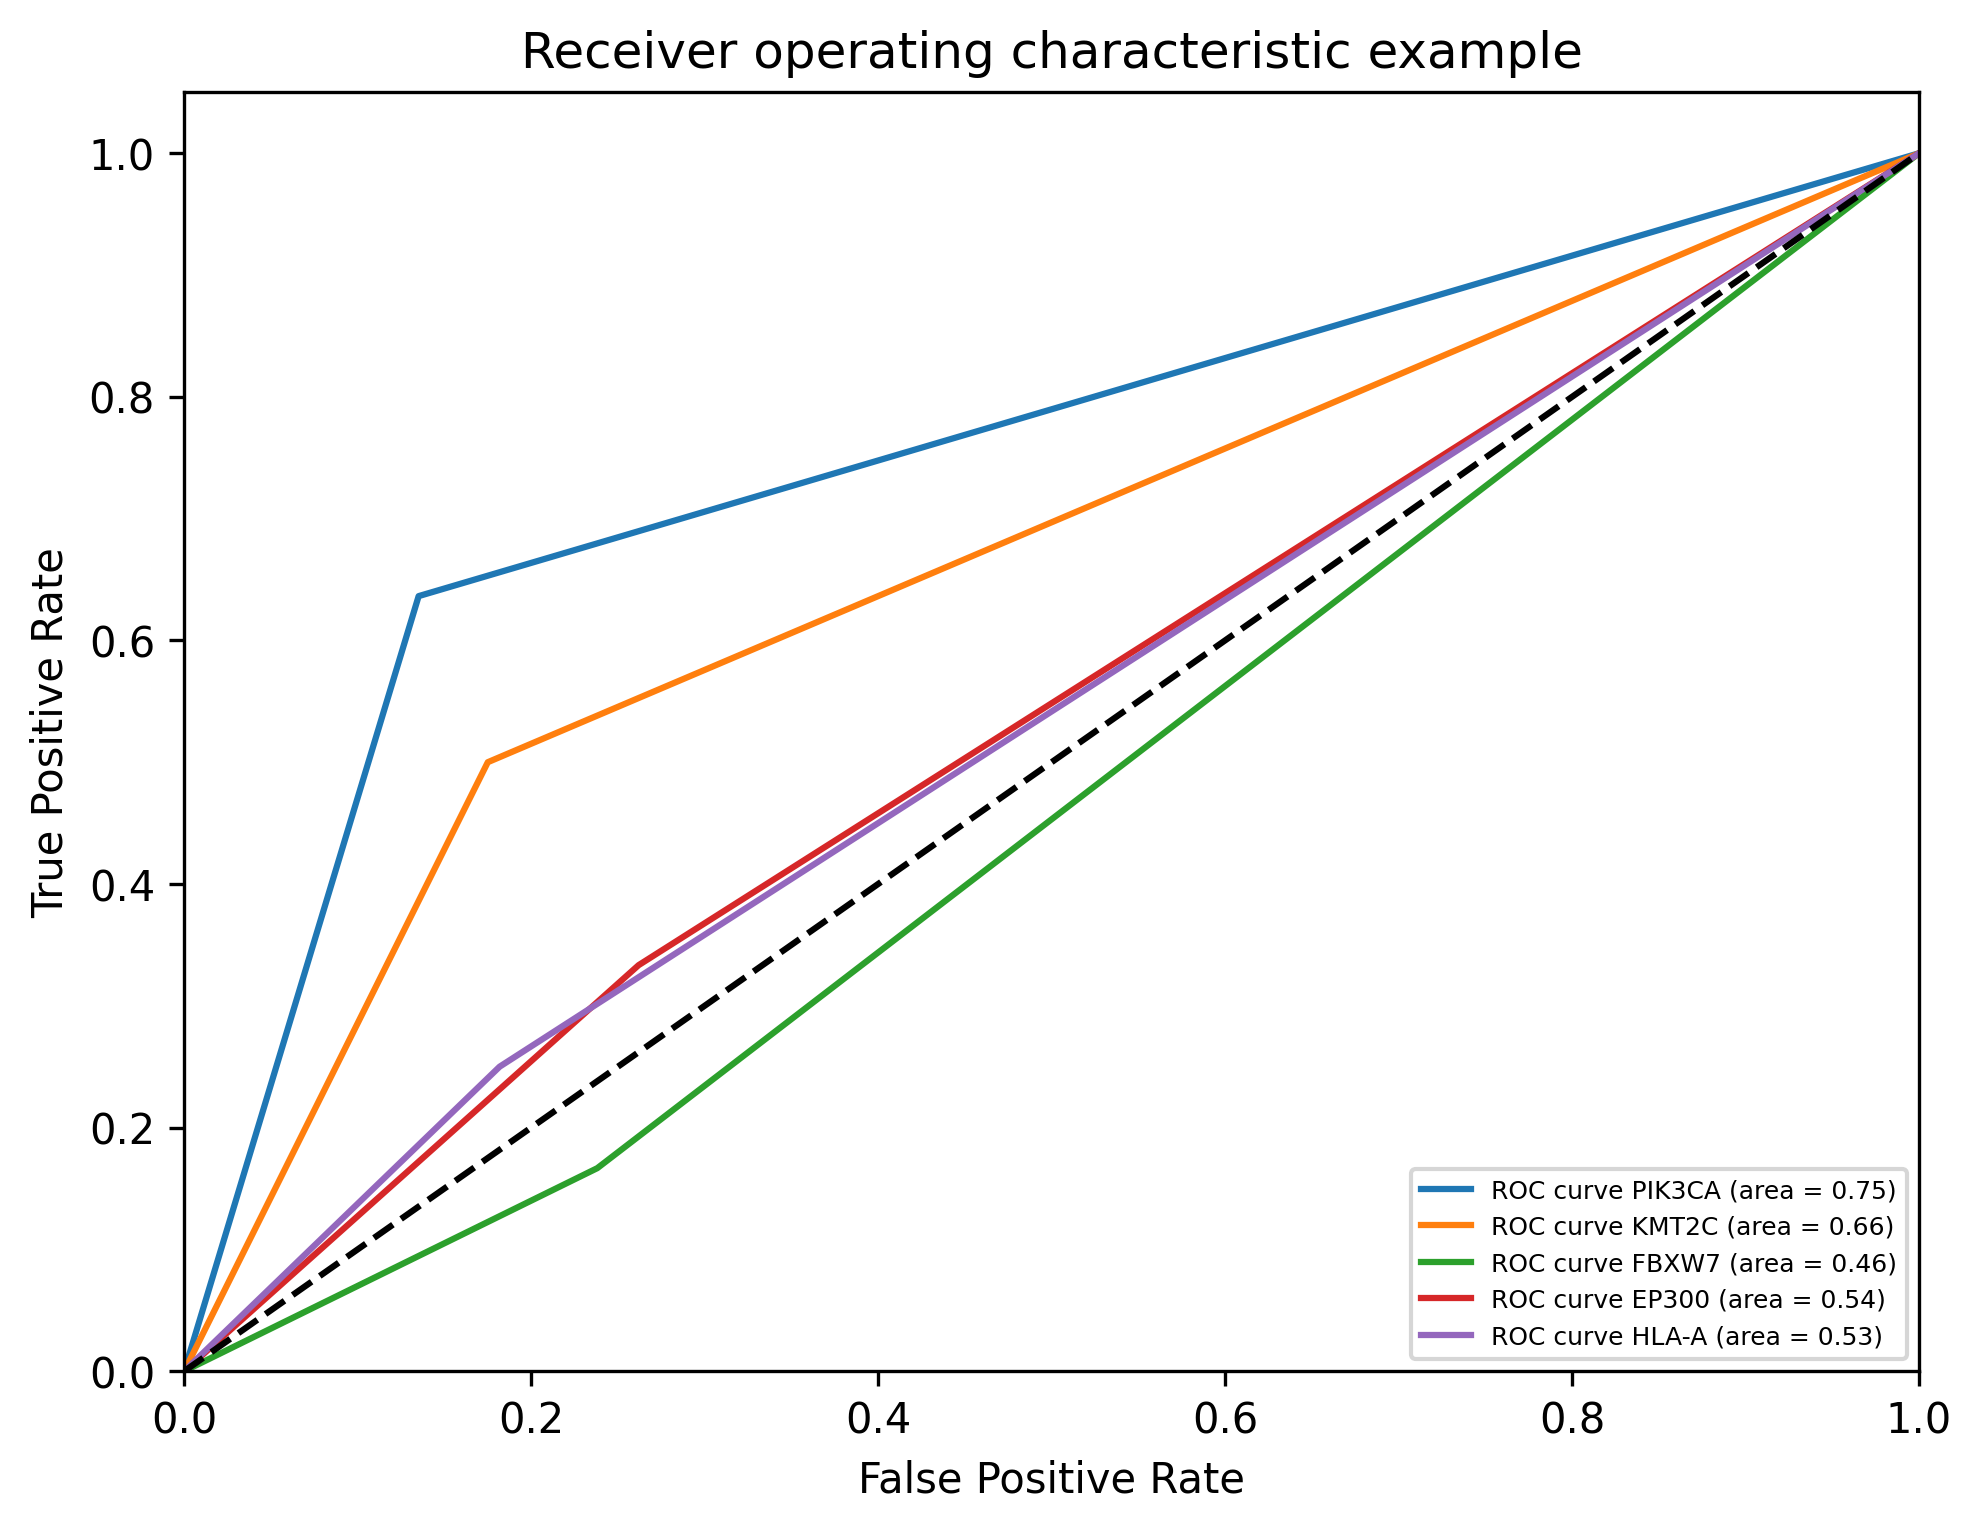 Receiver operating characteristic example
True Positive Rate
1.0
0.8
0.6
0.4
0.2
0.0
0.0 0.2 0.4 0.6 0.8 1.0
False Positive Rate
ROC curve PIK3CA (area = 0.75)
ROC curve KMT2C (area = 0.66)
ROC curve FBXW7 (area = 0.46)
ROC curve EP300 (area = 0.54)
ROC curve HLA-A (area = 0.53)